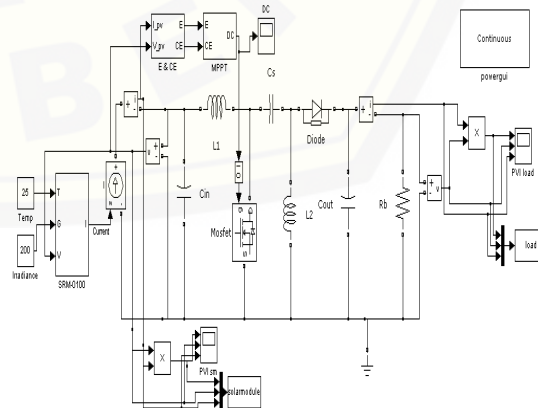 DC
I_pv
V_pv
E
CE
E & CE
E
CE
DC
MPPT
Continuous
powergui
Cs
L1
Diode
Cin
Mosfet
L2
Cout
Rb
X
PVI load
load
25
Temp
200
Irradiance
T
G
V
I
SRM-0100
Current
X
PVI sm
solarmodule